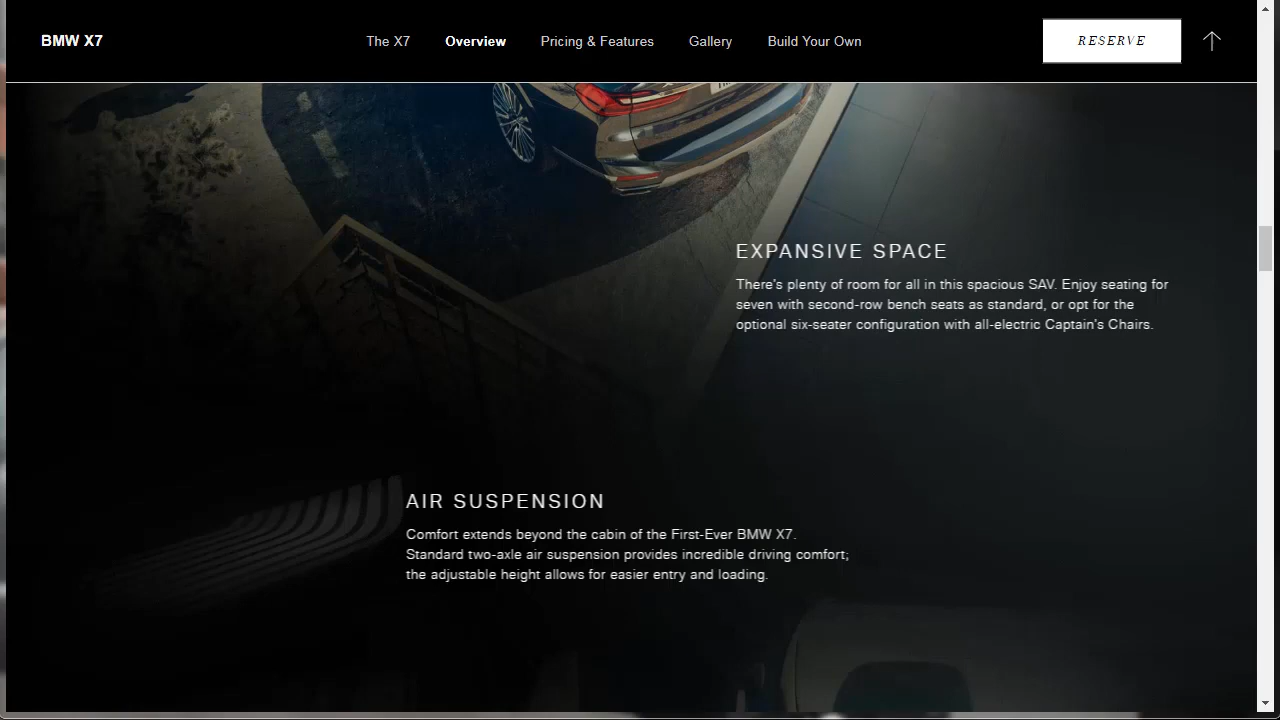 BMW X7
The X7
Overview
Pricing & Features
Gallery
Build Your Own
RESERVE
EXPANSIVE SPACE
There's plenty of room for all in this spacious SAV. Enjoy seating for
seven with second-row bench seats as standard, or opt for the
optional six-seater configuration with all-electric Captain's Chairs.
AIR SUSPENSION
Comfort extends beyond the cabin of the First-Ever BMW X7.
Standard two-axle air suspension provides incredible driving comfort;
the adjustable height allows for easier entry and loading.